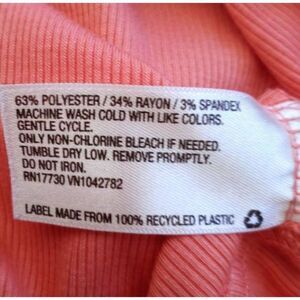 63% POLYESTER / 34% RAYON / 3% SPANDEX
MACHINE WASH COLD WITH LIKE COLORS.
GENTLE CYCLE.
ONLY NON-CHLORINE BLEACH IF NEEDED.
TUMBLE DRY LOW. REMOVE PROMPTLY.
DO NOT IRON.
RN17730 VN1042782
LABEL MADE FROM 100% RECYCLED PLASTIC